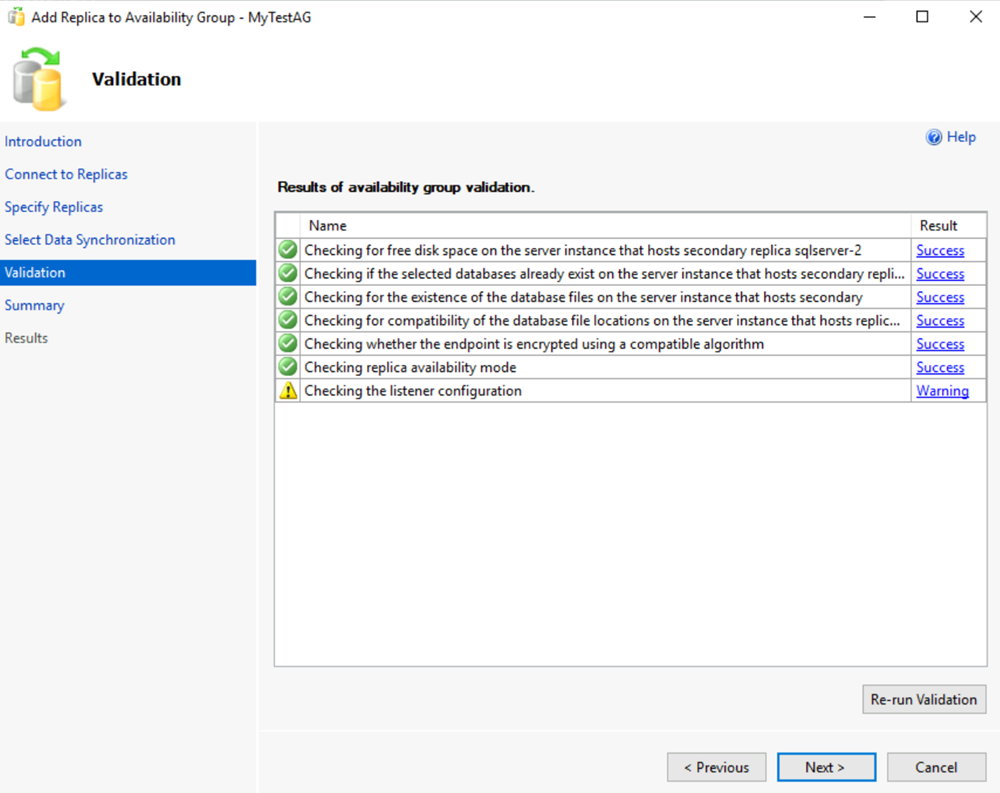 Add Replica to Availability Group - MyTestAG
Validation
Introduction
Connect to Replicas
Specify Replicas
Select Data Synchronization
Validation
Summary
Results
Help
Results of availability group validation.
Name Result
Checking for free disk space on the server instance that hosts secondary replica sqlserver-2 Success
Checking if the selected databases already exist on the server instance that hosts secondary repli... Success
Checking for the existence of the database files on the server instance that hosts secondary Success
Checking for compatibility of the database file locations on the server instance that hosts replic... Success
Checking whether the endpoint is encrypted using a compatible algorithm Success
Checking replica availability mode Success
Checking the listener configuration Warning
Re-run Validation
< Previous Next > Cancel